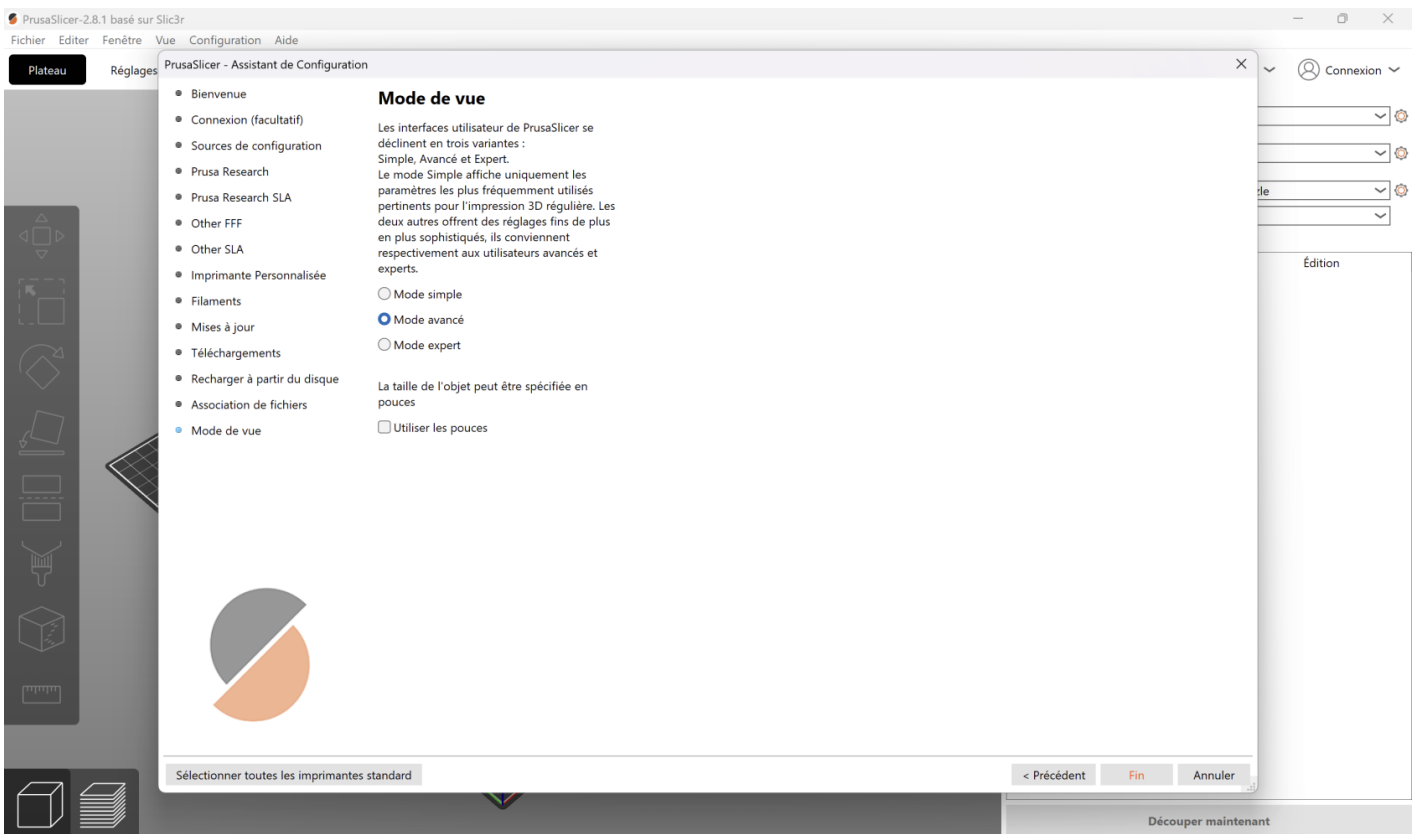 PrusaSlicer-2.8.1 basé sur Slic3r
Fichier Editer Fenêtre Vue Configuration Aide
Plateau Réglages
Connexion
PrusaSlicer - Assistant de Configuration
Bienvenue
Connexion (facultatif)
Sources de configuration
Prusa Research
Prusa Research SLA
Other FFF
Other SLA
Imprimante Personnalisée
Filaments
Mises à jour
Téléchargements
Recharger à partir du disque
Association de fichiers
Mode de vue
Mode de vue
Les interfaces utilisateur de PrusaSlicer se
déclinent en trois variantes :
Simple, Avancé et Expert.
Le mode Simple affiche uniquement les
paramètres les plus fréquemment utilisés
pertinents pour l'impression 3D régulière. Les
deux autres offrent des réglages fins de plus
en plus sophistiqués, ils conviennent
respectivement aux utilisateurs avancés et
experts.
Mode simple
Mode avancé
Mode expert
La taille de l'objet peut être spécifiée en
pouces
Utiliser les pouces
Sélectionner toutes les imprimantes standard
< Précédent Fin Annuler
Édition
Découper maintenant